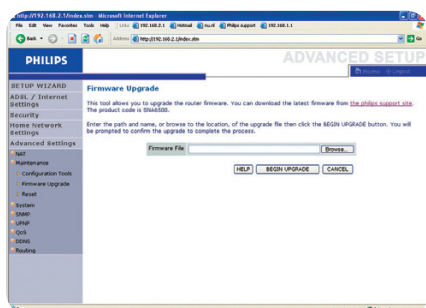 http://192.168.2.1/index.stm - Microsoft Internet Explorer
File Edit View Favorites Tools Help Links 192.168.2.1 Hotmail nu.nl Philips support 192.168.1.1
Back Address http://192.168.2.1/index.stm Go
PHILIPS
ADVANCED SETUP
Home Logout
SETUP WIZARD
ADSL / Internet Settings
Security
Home Network Settings
Advanced Settings
NAT
Maintenance
Configuration Tools
Firmware Upgrade
Reset
System
SNMP
UPNP
QoS
DDNS
Routing
Firmware Upgrade
This tool allows you to upgrade the router firmware. You can download the latest firmware from the philips support site.
The product code is SNA6500.
Enter the path and name, or browse to the location, of the upgrade file then click the BEGIN UPGRADE button. You will
be prompted to confirm the upgrade to complete the process.
Firmware File Browse...
HELP BEGIN UPGRADE CANCEL